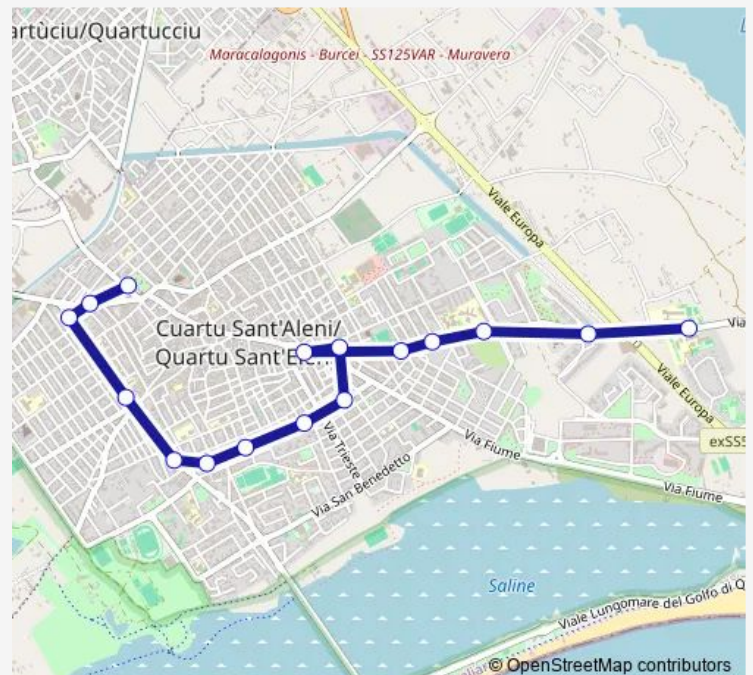 artùciu/Quartucciu
Maracalagonis - Burcei - SS125VAR - Muravera
Viale Europa
Cuartu Sant'Aleni/
Quartu Sant'Elen
Via
Viale Europa
exSS5
Via Trieste
Via Fiume
Via San Benedetto
Via Fiume
Saline
Viale Lungomare del Golfo di Q
© OpenStreetMap contributors